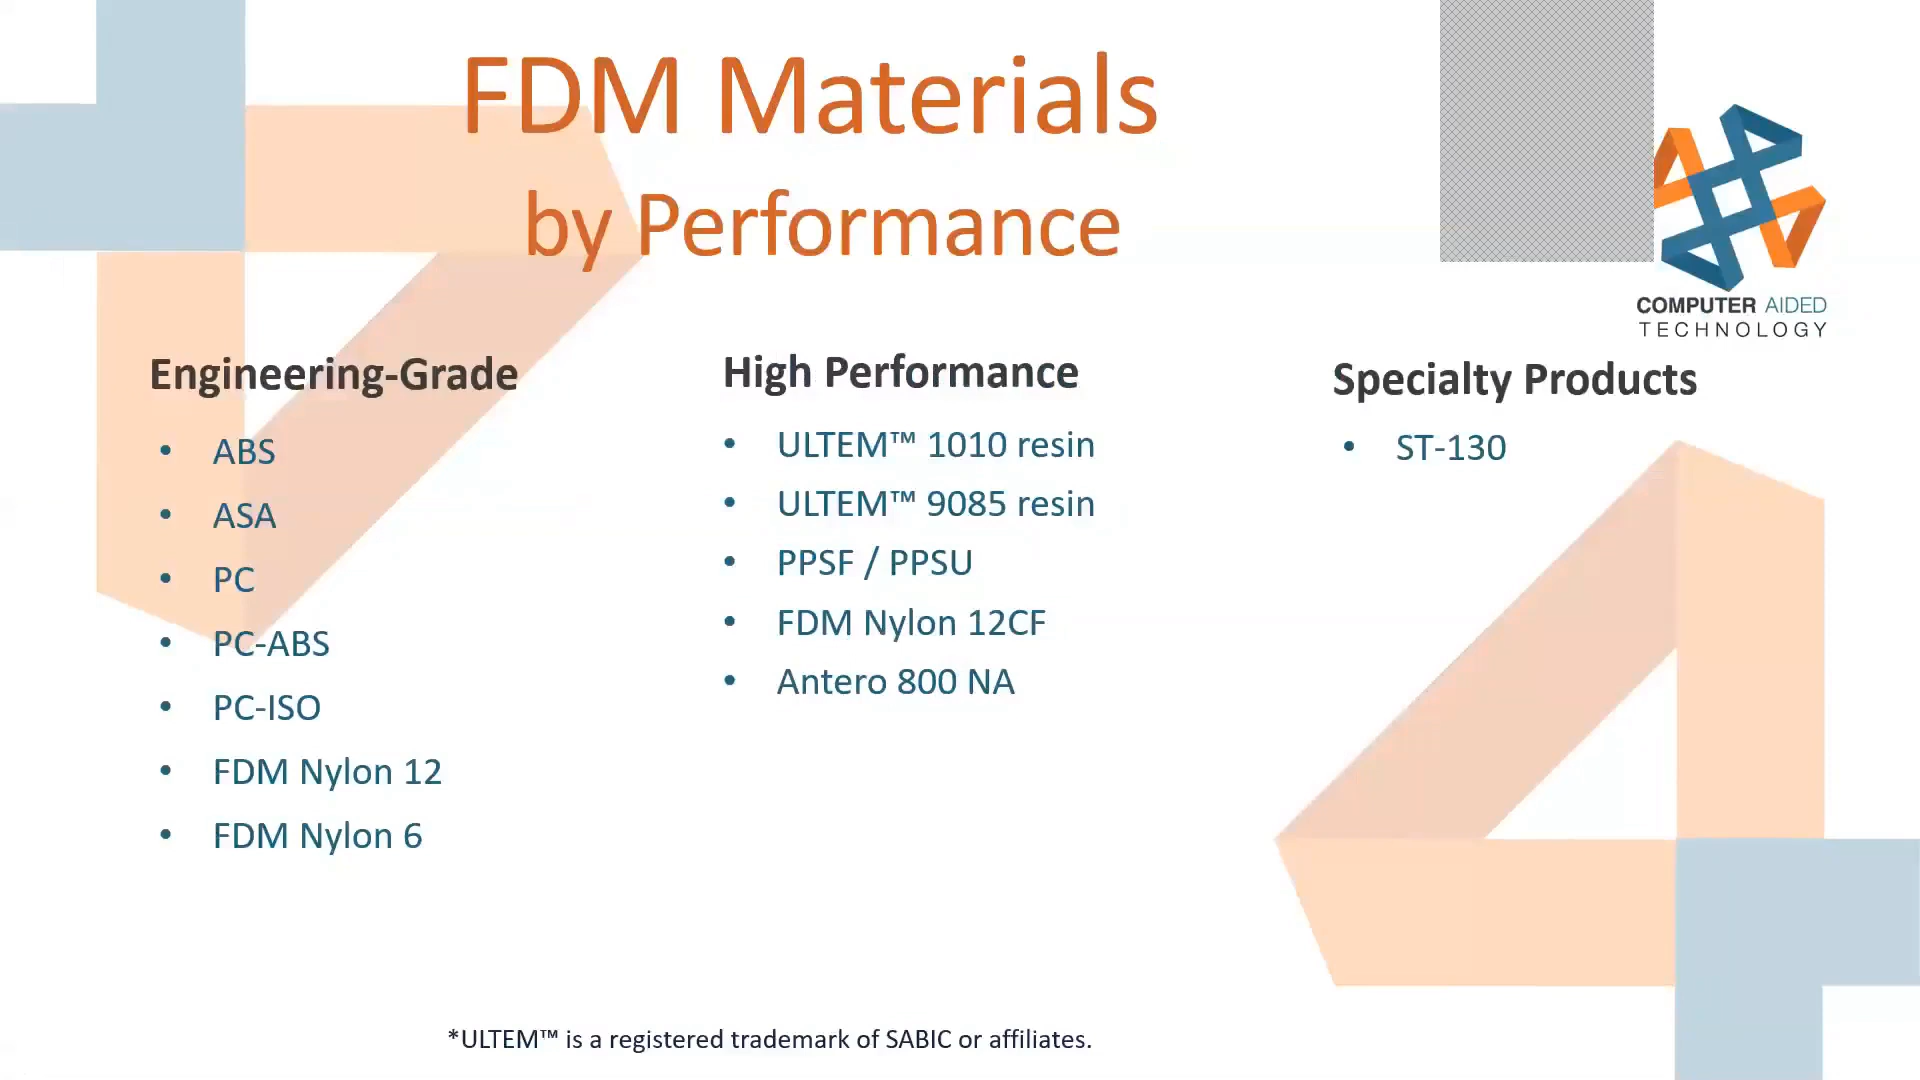 FDM Materials
by Performance
COMPUTER AIDED
TECHNOLOGY
Engineering-Grade
• ABS
• ASA
• PC
• PC-ABS
• PC-ISO
• FDM Nylon 12
• FDM Nylon 6
High Performance
• ULTEM™ 1010 resin
• ULTEM™ 9085 resin
• PPSF / PPSU
• FDM Nylon 12CF
• Antero 800 NA
Specialty Products
• ST-130
*ULTEM™ is a registered trademark of SABIC or affiliates.